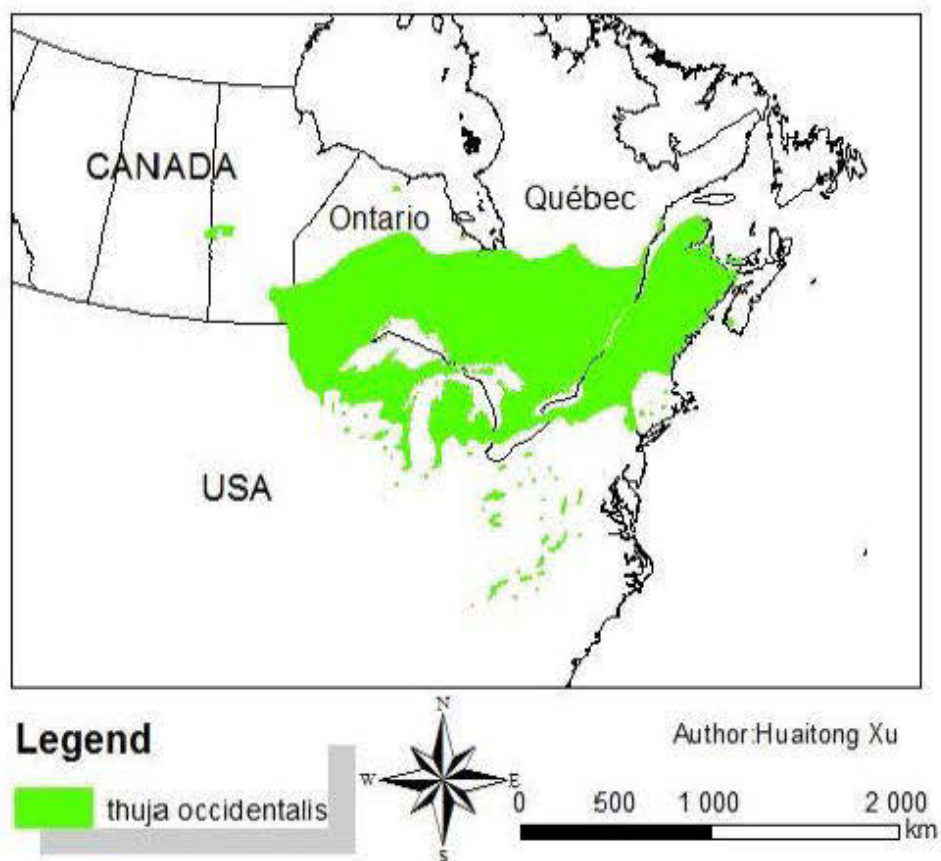 CANADA
Ontario
Québec
USA
Legend
thuja occidentalis
N
W
E
S
Author:Huaitong Xu
0 500 1 000 2 000
km